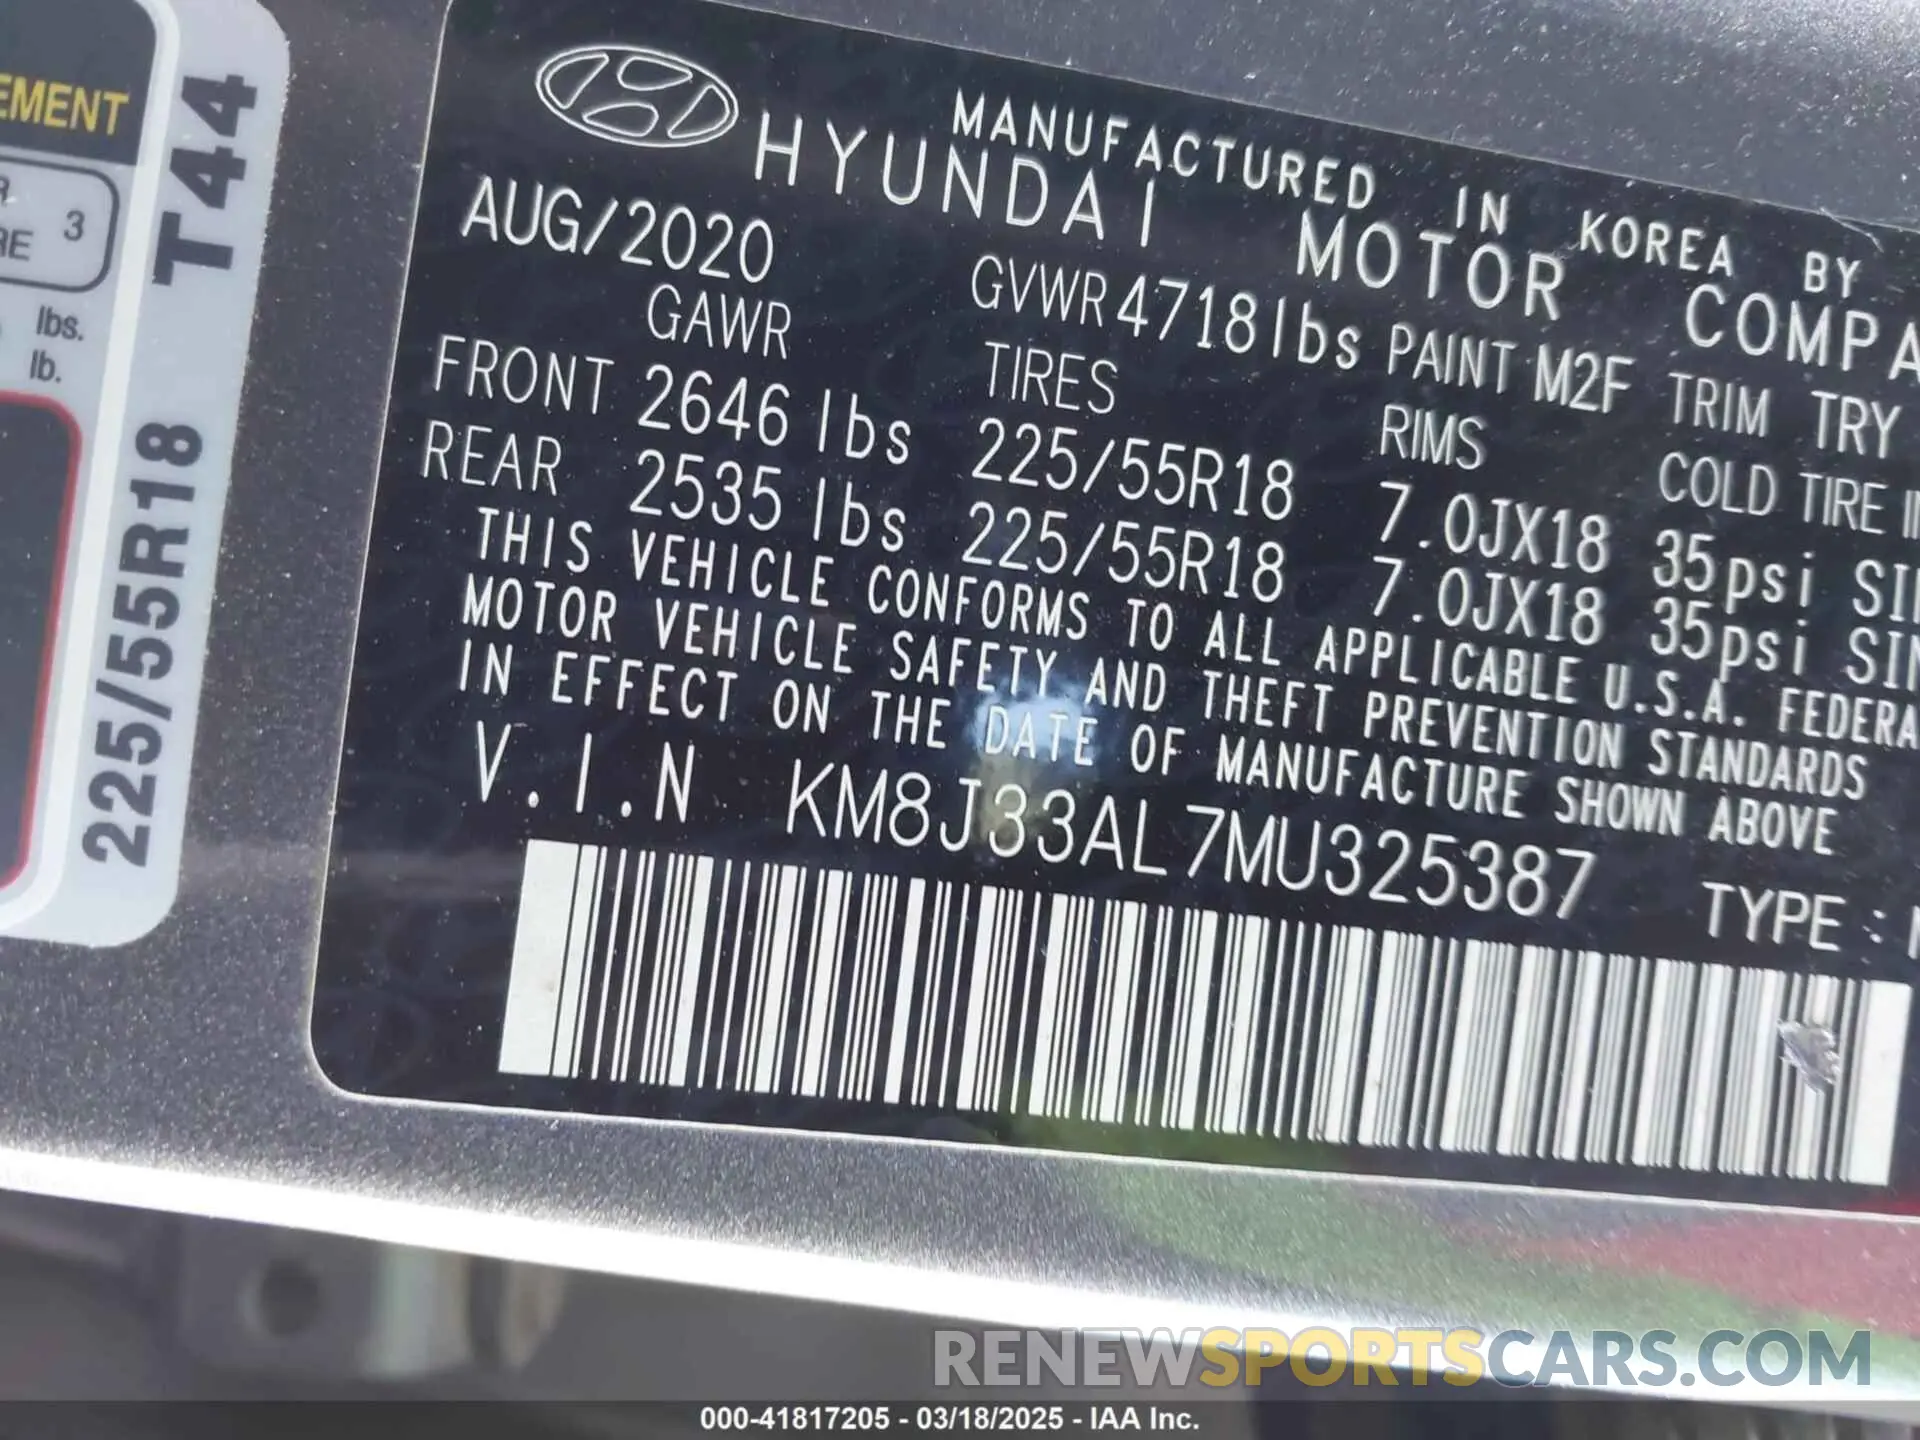 EMENT
3
RE
lbs.
lb.
225/55R18 T44
MANUFACTURED IN KOREA BY
HYUNDAI MOTOR COMPA
AUG/2020 GVWR 4718lbs PAINT M2F TRIM TRY
GAWR TIRES RIMS COLD TIRE
FRONT 2646 lbs 225/55R18 7.0JX18 35psi
REAR 2535 lbs 225/55R18 7.0JX18 35psi
THIS VEHICLE CONFORMS TO ALL APPLICABLE U.S.A. FEDERA
MOTOR VEHICLE SAFETY AND THEFT PREVENTION STANDARDS
IN EFFECT ON THE DATE OF MANUFACTURE SHOWN ABOVE
V.I.N KM8J33AL7MU325387 TYPE :
RENEWSPORTSCARS.COM
000-41817205 - 03/18/2025 - IAA Inc.